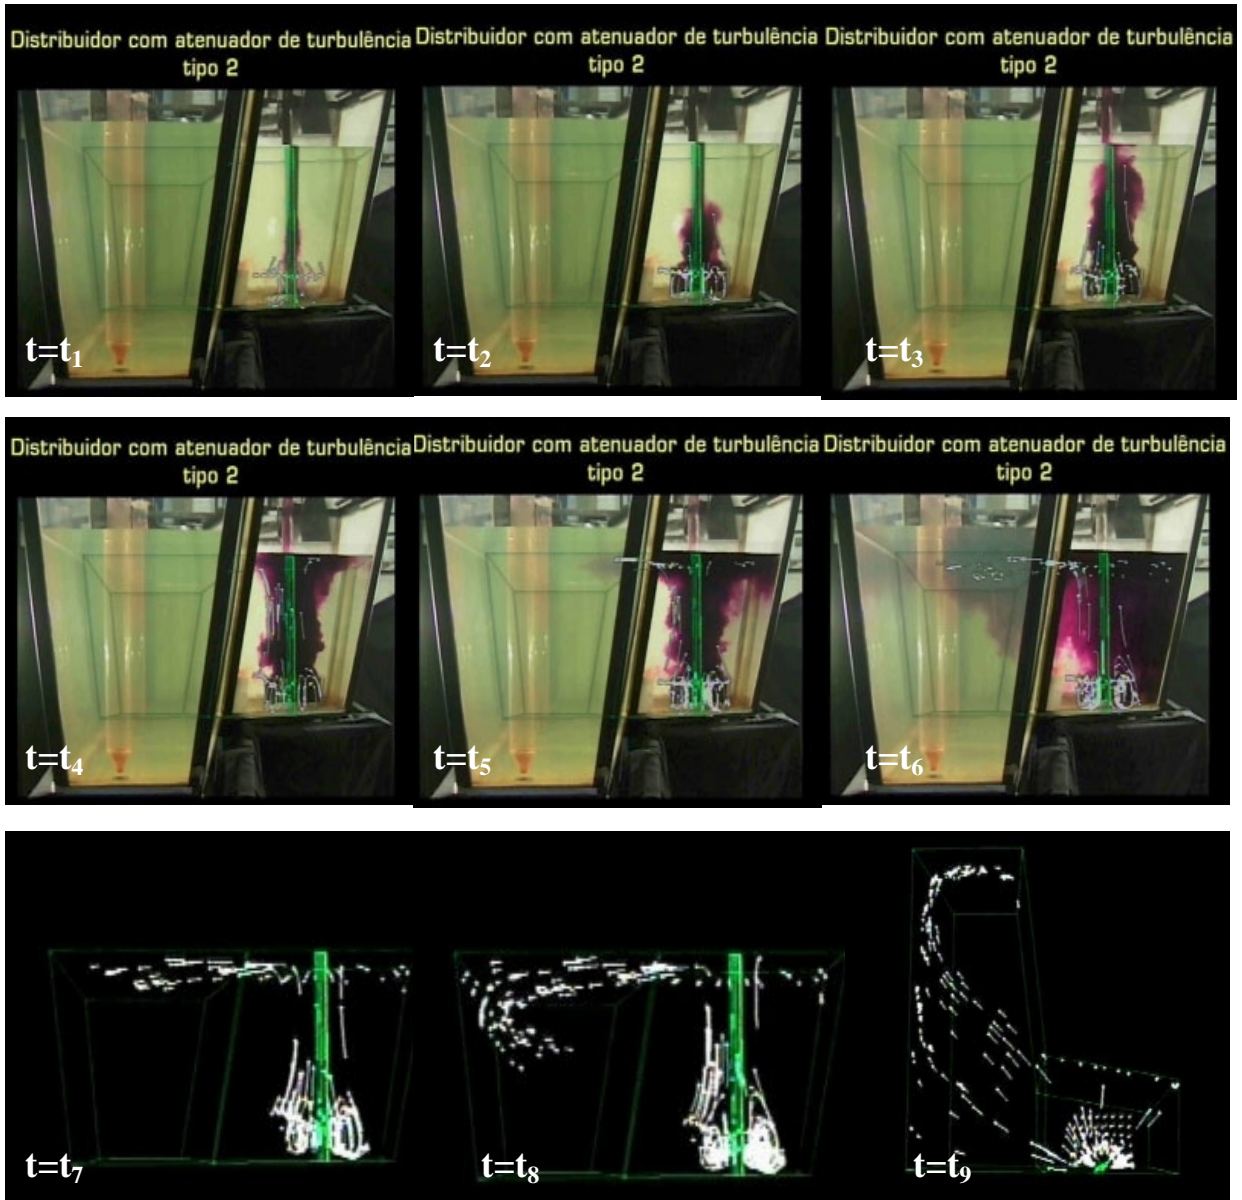 Distribuidor com atenuador de turbulência
tipo 2
Distribuidor com atenuador de turbulência
tipo 2
Distribuidor com atenuador de turbulência
tipo 2
t=t₁
t=t₂
t=t₃
Distribuidor com atenuador de turbulência
tipo 2
Distribuidor com atenuador de turbulência
tipo 2
Distribuidor com atenuador de turbulência
tipo 2
t=t₄
t=t₅
t=t₆
t=t₇
t=t₈
t=t₉